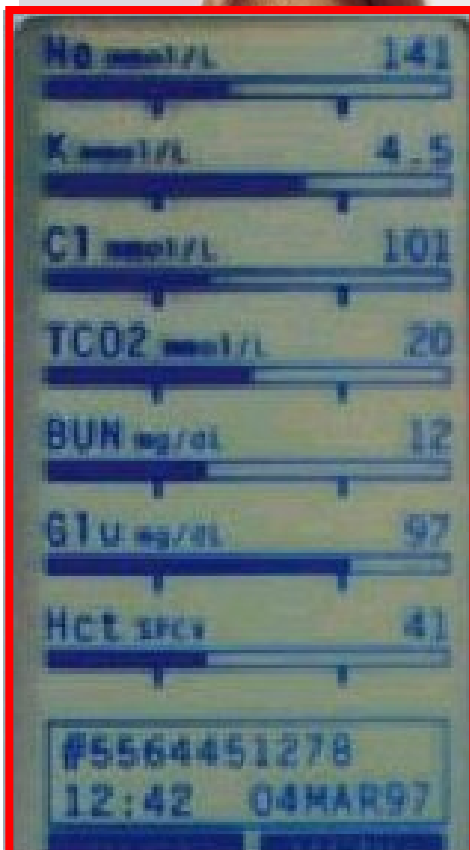 Na mmol/L 141
K mmol/L 4.5
Cl mmol/L 101
TCO2 mmol/L 20
BUN mg/dL 12
Glu mg/dL 97
Hct %PCV 41
#5564451278
12:42 04MAR97